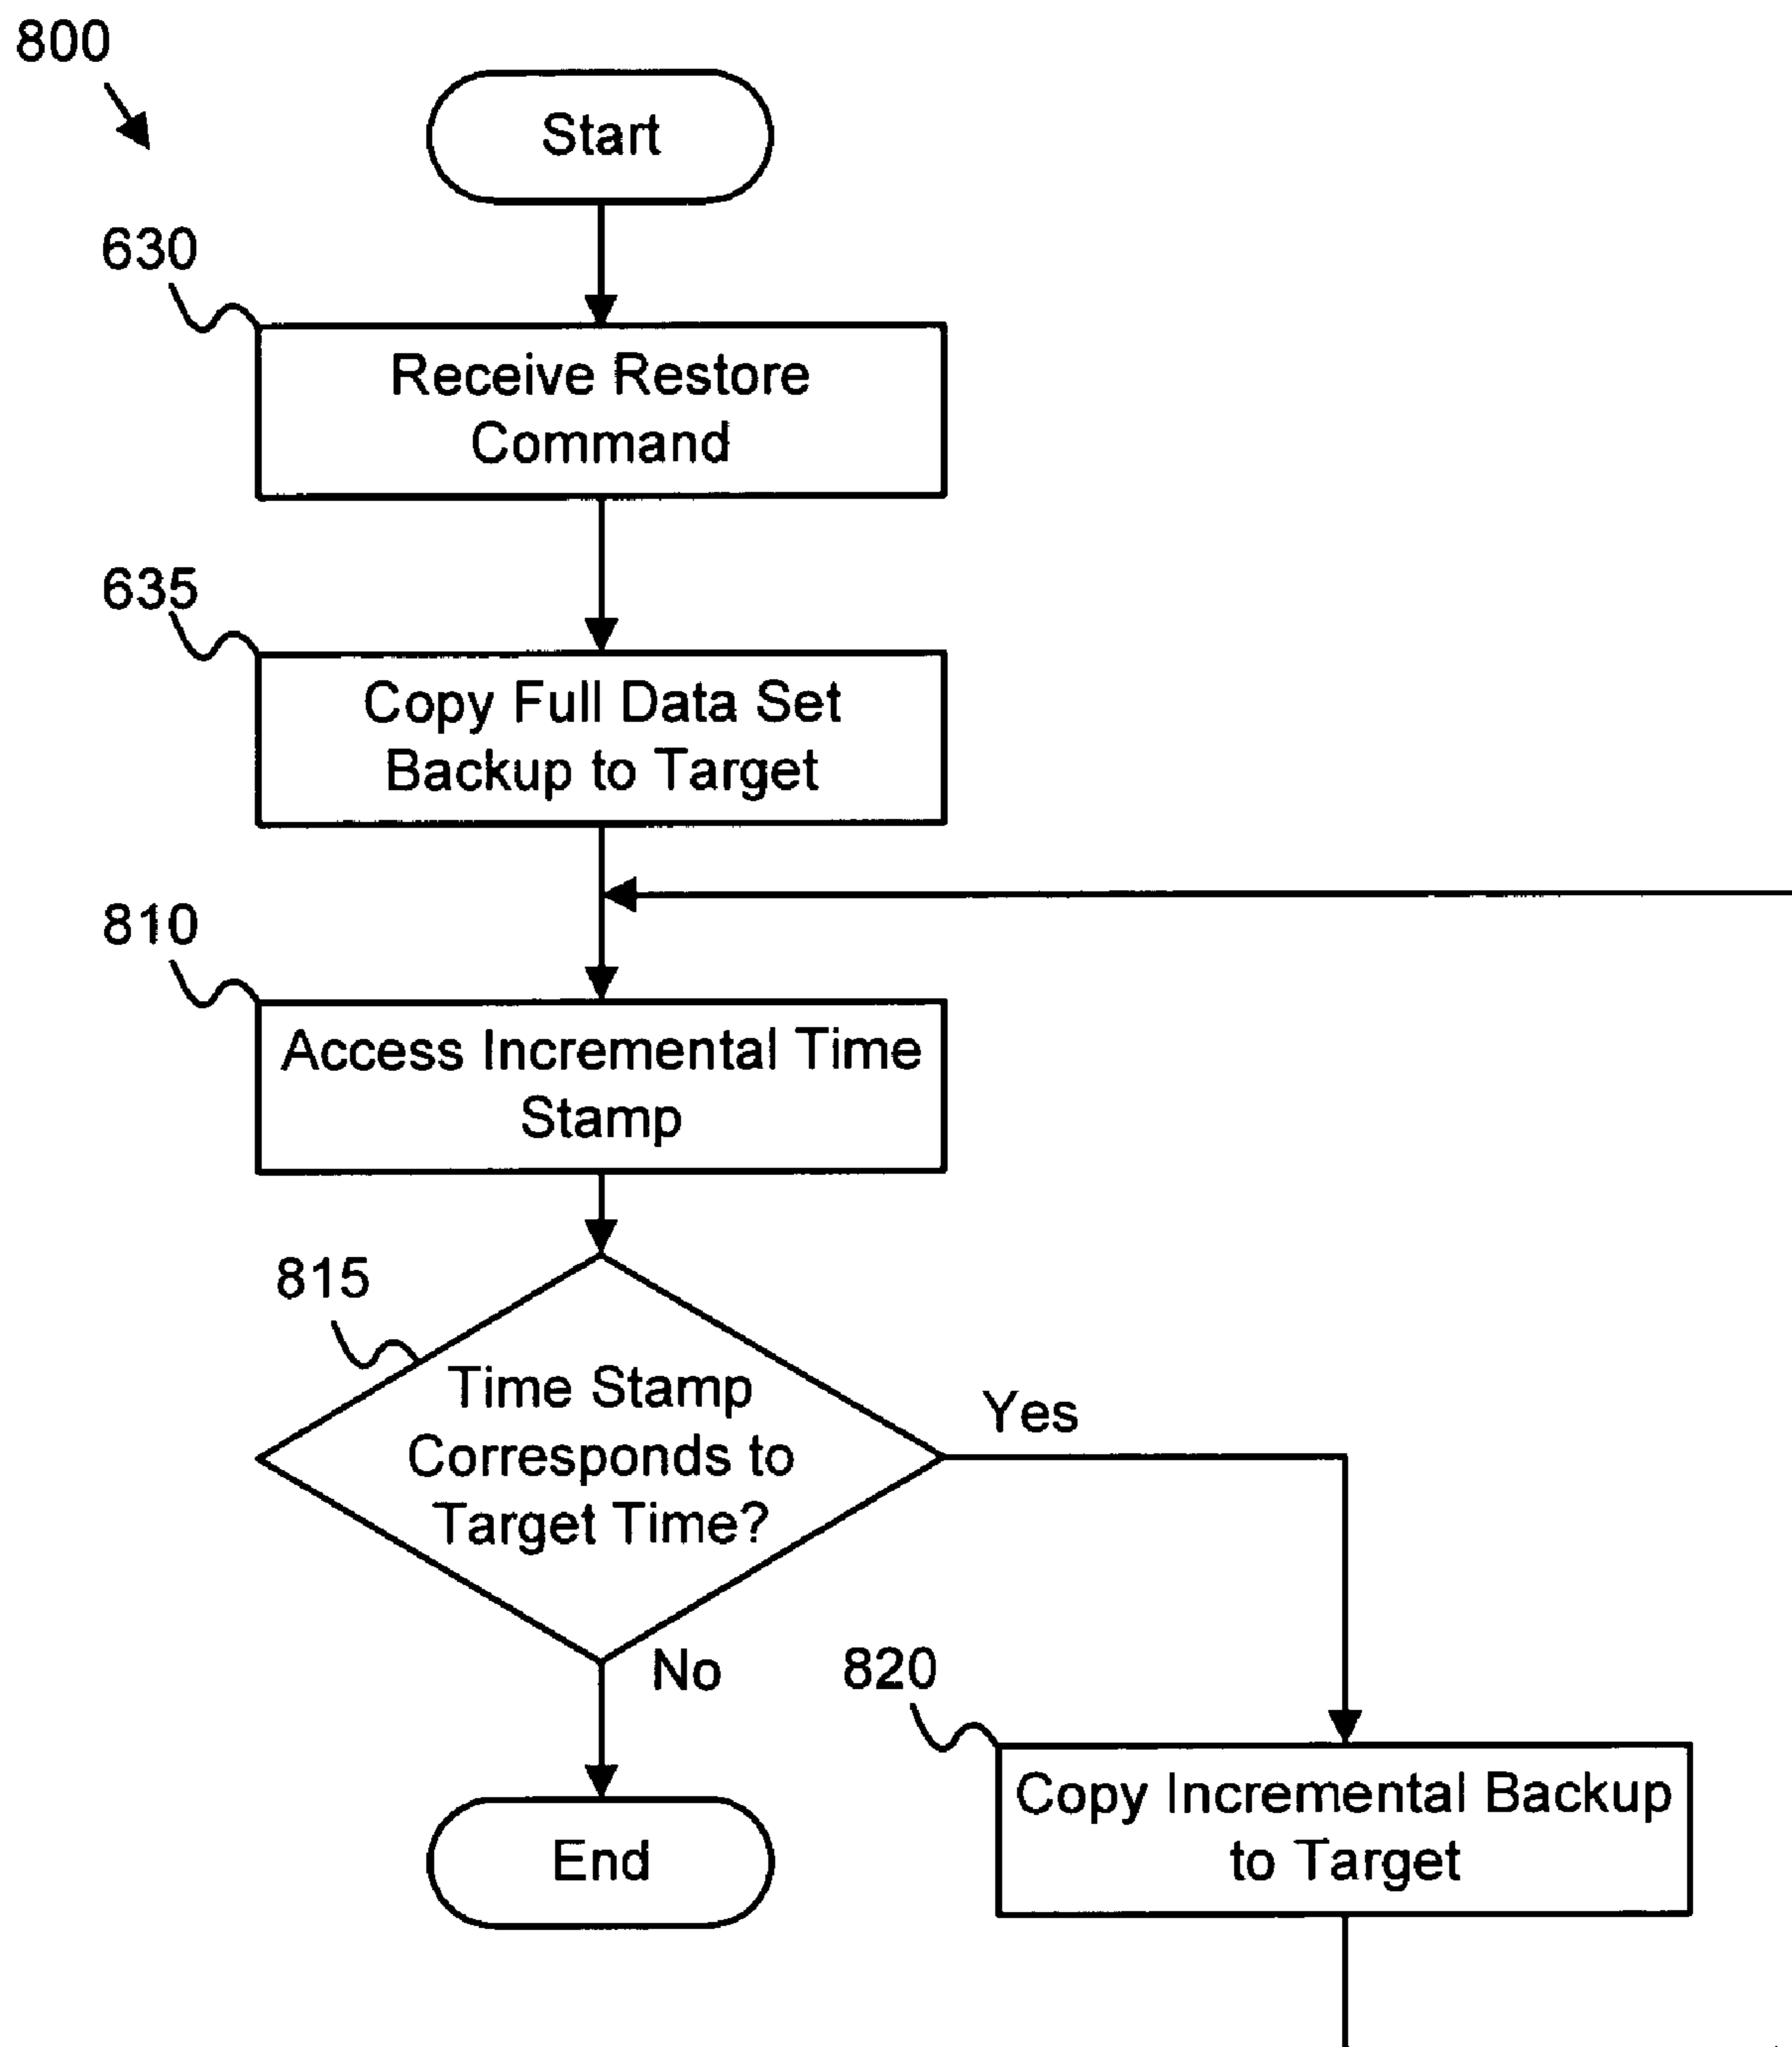 800
Start
630
Receive Restore
Command
635
Copy Full Data Set
Backup to Target
810
Access Incremental Time
Stamp
815
Time Stamp
Corresponds to
Target Time?
Yes
No
820
Copy Incremental Backup
to Target
End